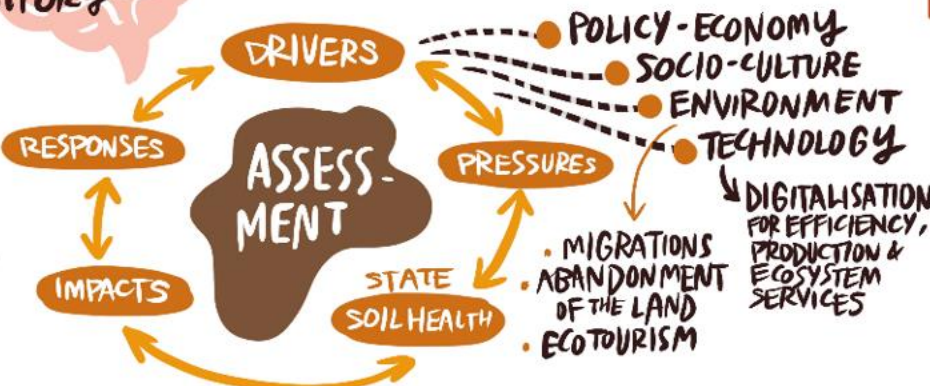 DRIVERS
POLICY-ECONOMY
SOCIO-CULTURE
ENVIRONMENT
TECHNOLOGY
RESPONSES
ASSESS-
MENT
PRESSURES
DIGITALISATION
FOR EFFICIENCY,
PRODUCTION &
ECOSYSTEM
SERVICES
• MIGRATIONS
• ABANDONMENT
OF THE LAND
• ECOTOURISM
IMPACTS
STATE
SOIL HEALTH